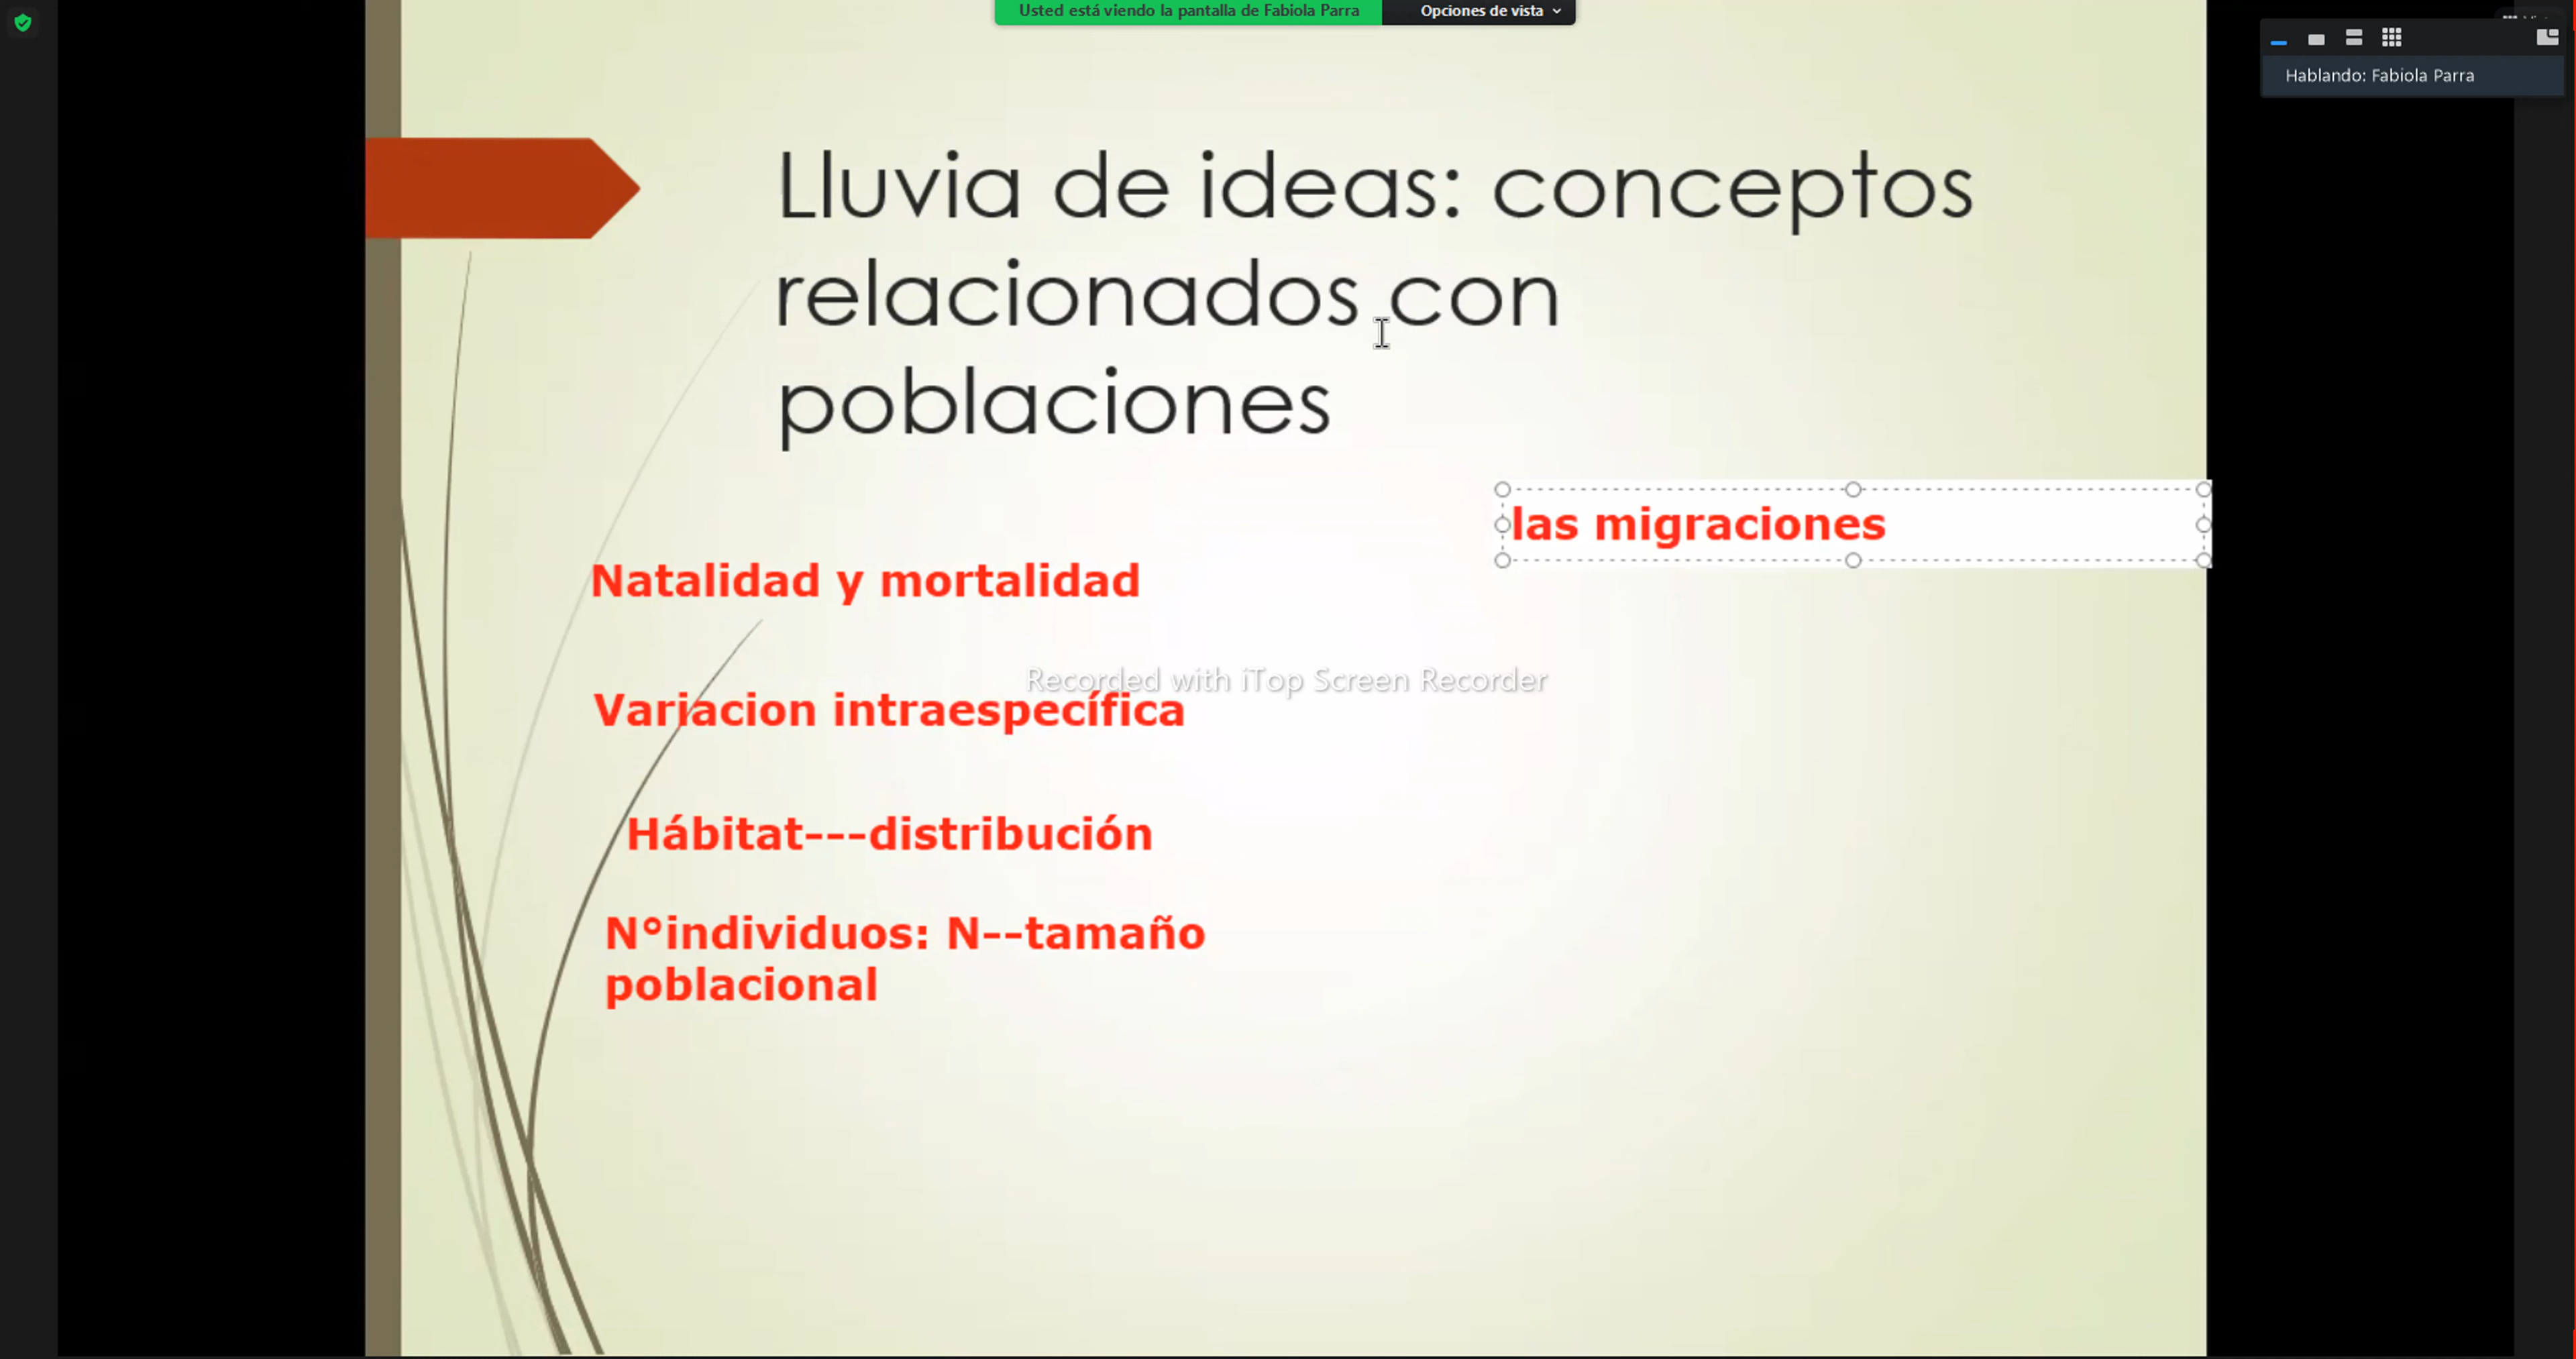 Usted está viendo la pantalla de Fabiola Parra
Opciones de vista
Hablando: Fabiola Parra
Lluvia de ideas: conceptos
relacionados con
poblaciones
las migraciones
Natalidad y mortalidad
Recorded with iTop Screen Recorder
Variacion intraespecífica
Hábitat---distribución
N°individuos: N--tamaño
poblacional